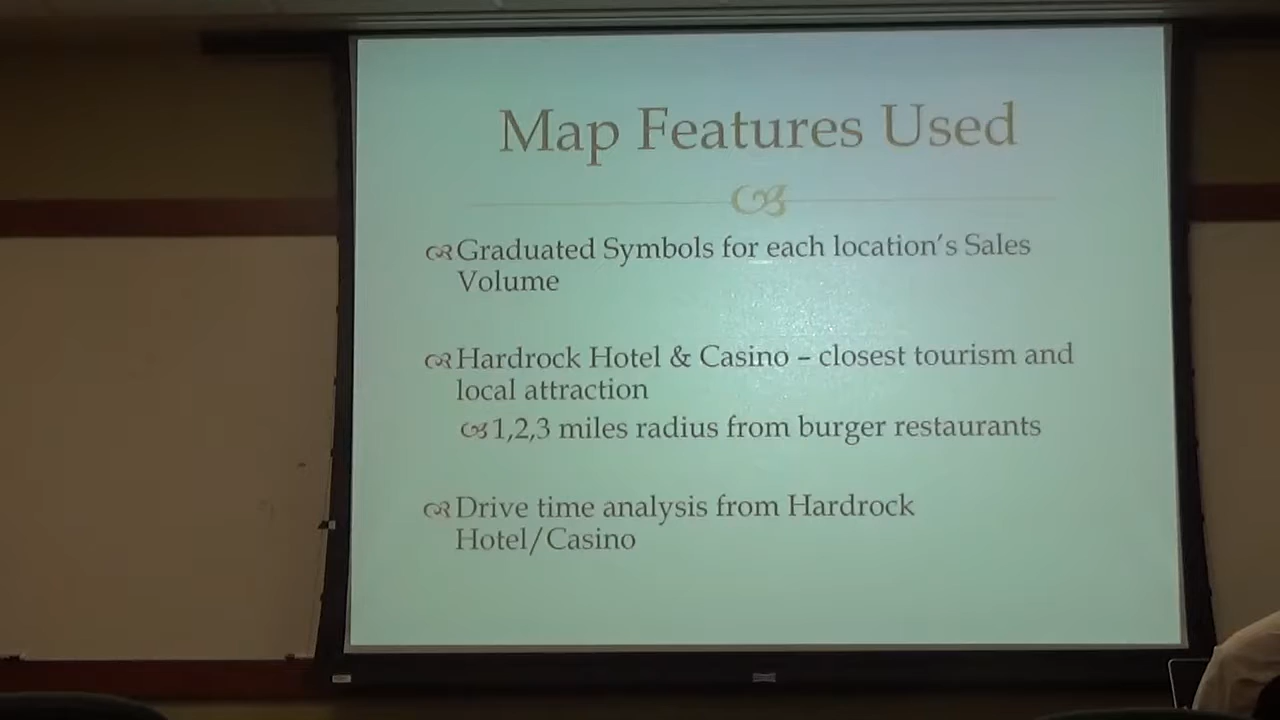 Map Features Used
Graduated Symbols for each location's Sales
Volume
Hardrock Hotel & Casino – closest tourism and
local attraction
1,2,3 miles radius from burger restaurants
Drive time analysis from Hardrock
Hotel/Casino